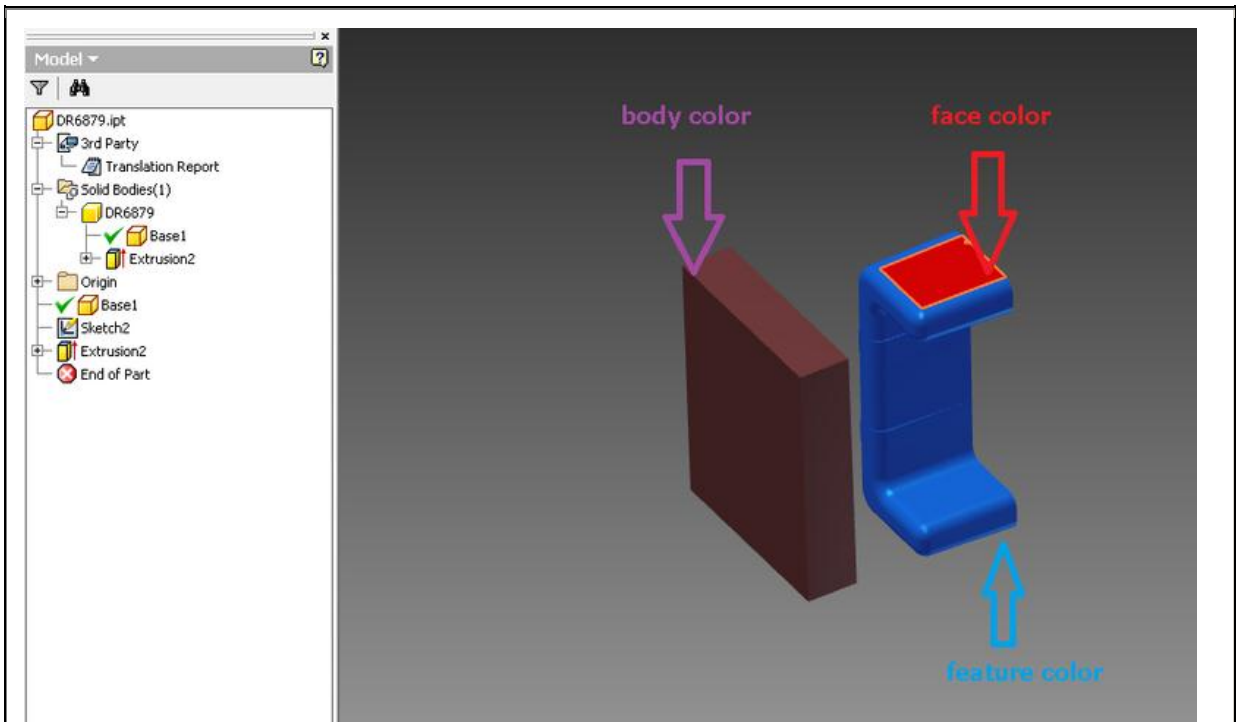 Model
DR6879.ipt
3rd Party
Translation Report
Solid Bodies(1)
DR6879
Base1
Extrusion2
Origin
Base1
Sketch2
Extrusion2
End of Part
body color
face color
feature color